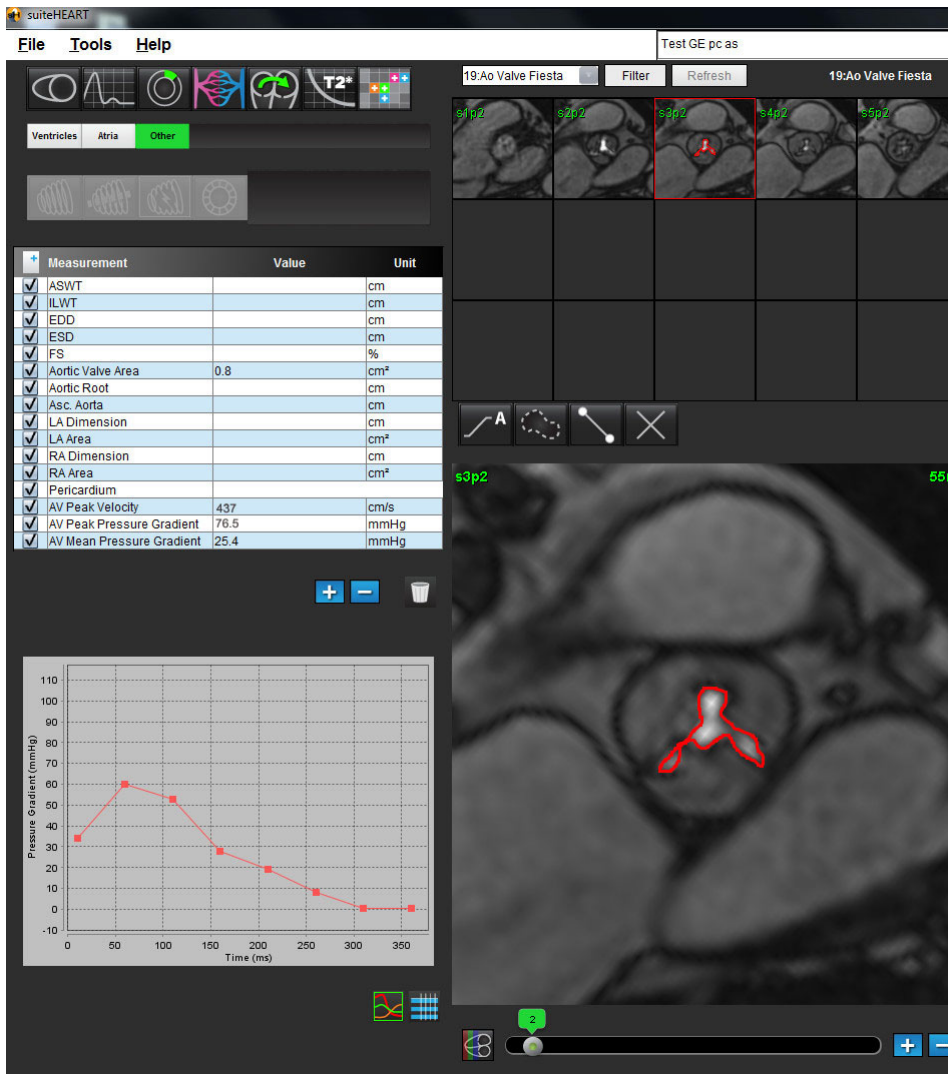 suiteHEART
File Tools Help
Test GE pc as
T2*
19:Ao Valve Fiesta Filter Refresh 19:Ao Valve Fiesta
Ventricles Atria Other
s1p2 s2p2 s3p2 s4p2 s5p2
Measurement Value Unit
ASWT cm
ILWT cm
EDD cm
ESD cm
FS %
Aortic Valve Area 0.8 cm²
Aortic Root cm
Asc. Aorta cm
LA Dimension cm
LA Area cm²
RA Dimension cm
RA Area cm²
Pericardium
AV Peak Velocity 437 cm/s
AV Peak Pressure Gradient 76.5 mmHg
AV Mean Pressure Gradient 25.4 mmHg
A
s3p2
110
100
90
80
70
60
50
40
30
20
10
0
-10
Pressure Gradient (mmHg)
0 50 100 150 200 250 300 350
Time (ms)
2